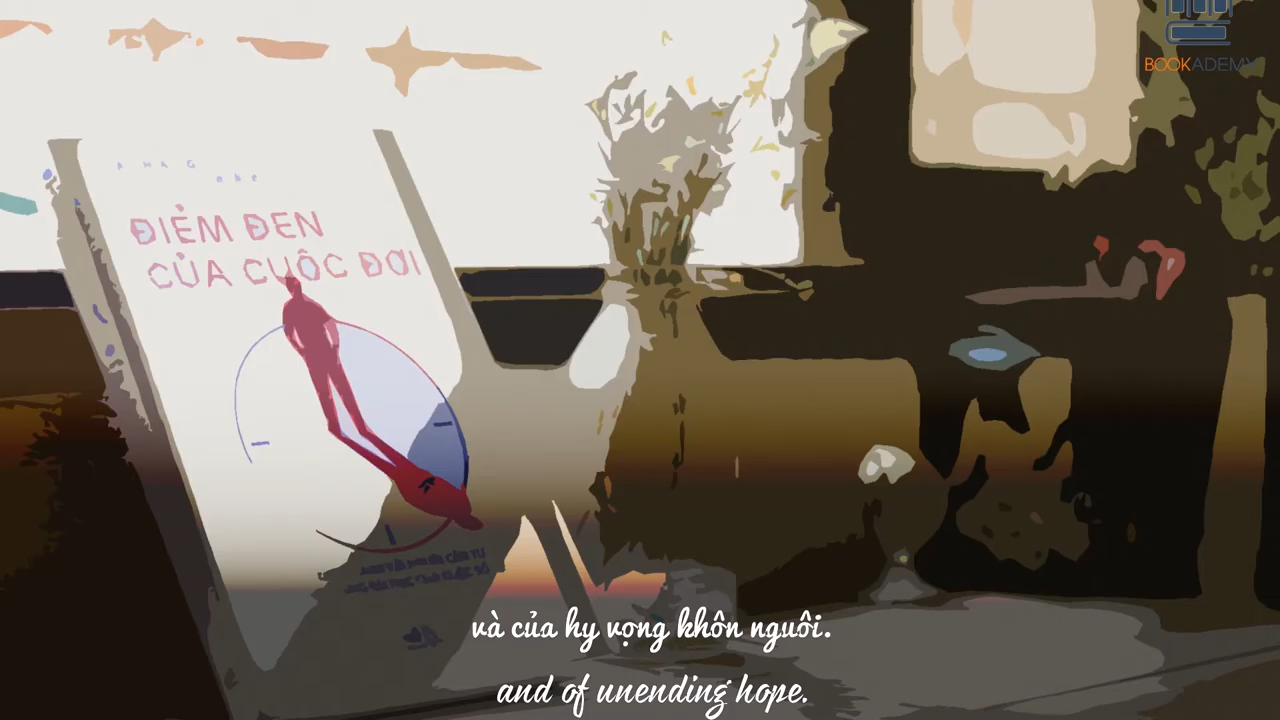 BOOKADEMY
ĐIỂM ĐEN
CỦA CUỘC ĐỜI
và của hy vọng khôn nguôi.
and of unending hope.